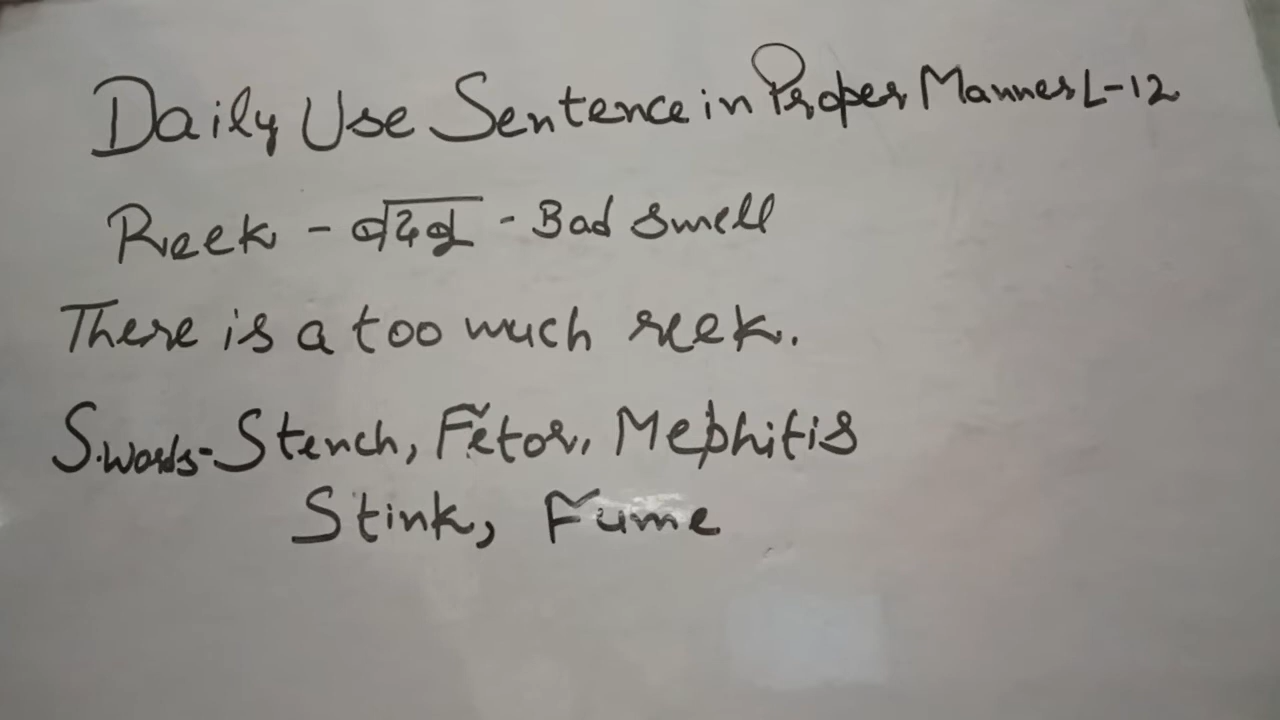 Daily Use Sentence in Proper Manner L-12
Reek - बदबू - Bad smell
There is a too much reek.
S.words- Stench, Fetor, Mephitis
Stink, Fume